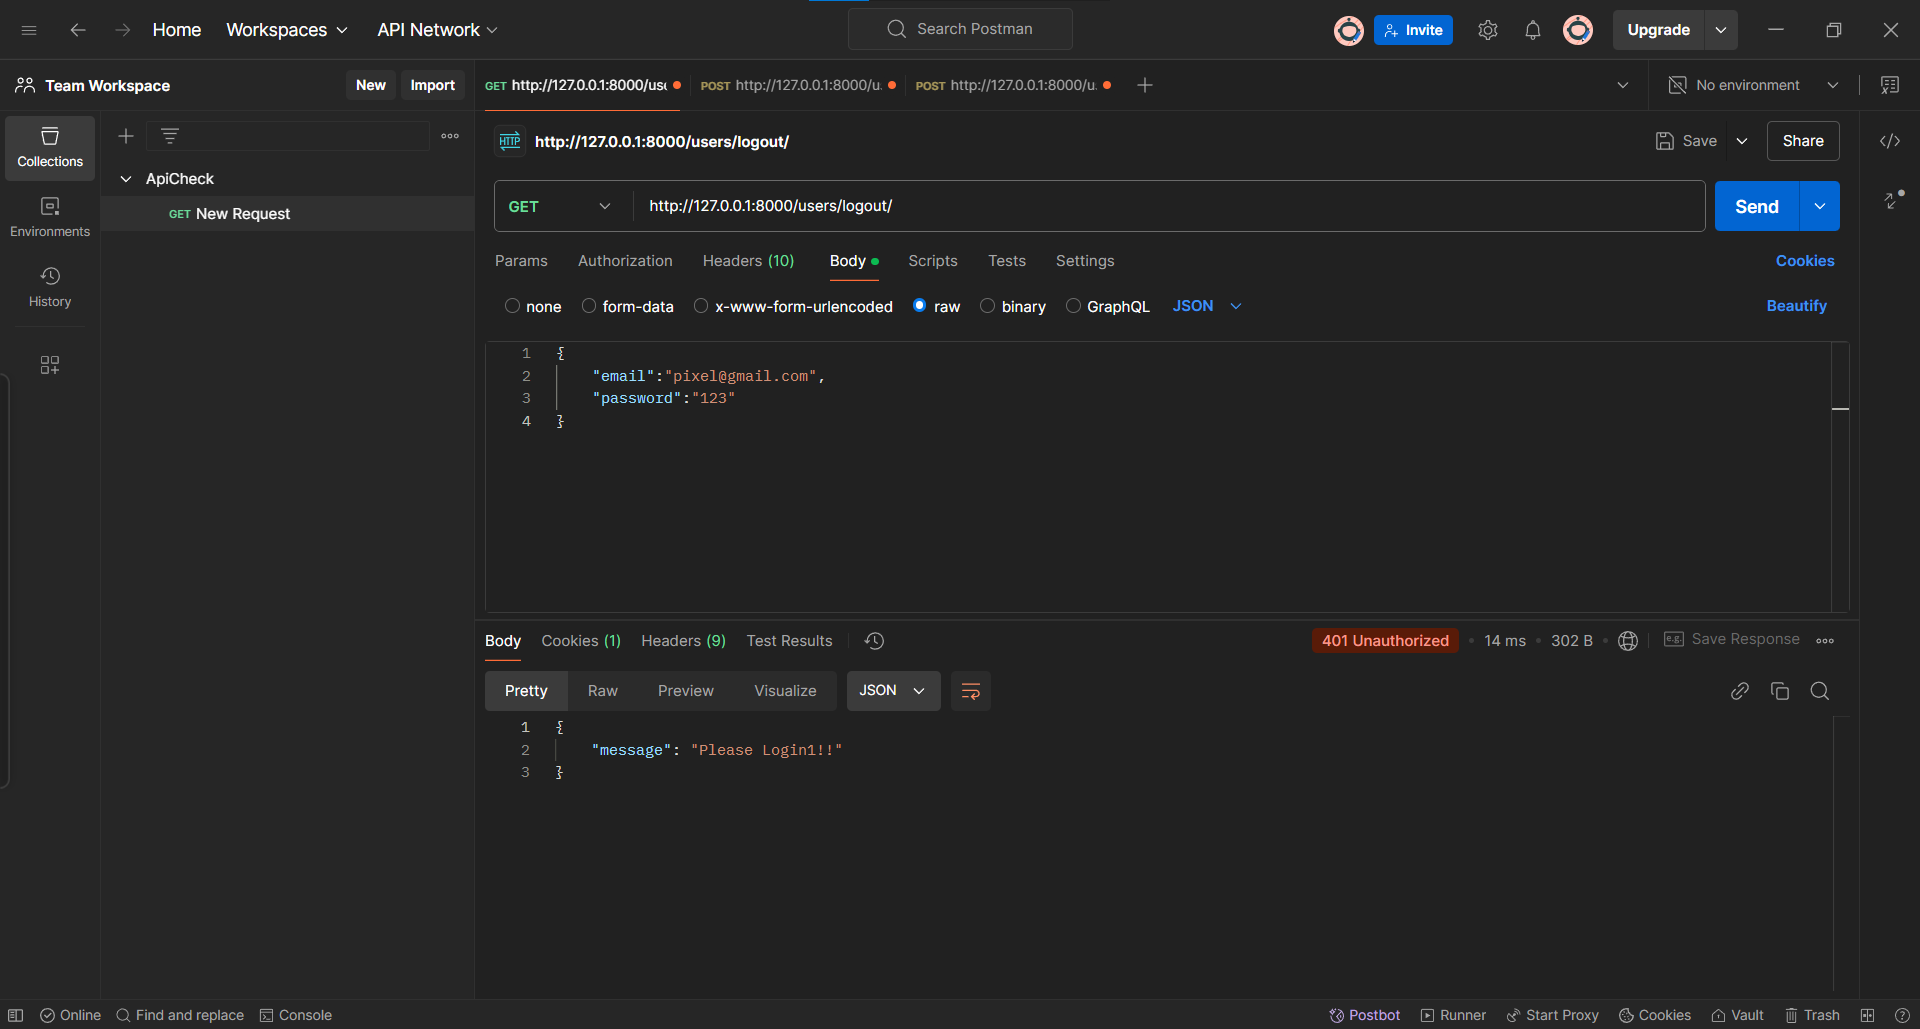 Home Workspaces API Network Search Postman Invite Upgrade
Team Workspace New Import GET http://127.0.0.1:8000/use POST http://127.0.0.1:8000/u. POST http://127.0.0.1:8000/u. No environment
Collections
Environments
History
ApiCheck
GET New Request
HTTP http://127.0.0.1:8000/users/logout/ Save Share
GET http://127.0.0.1:8000/users/logout/ Send
Params Authorization Headers (10) Body Scripts Tests Settings Cookies
none form-data x-www-form-urlencoded raw binary GraphQL JSON Beautify
1 {
2 "email":"pixel@gmail.com",
3 "password":"123"
4 }
Body Cookies (1) Headers (9) Test Results 401 Unauthorized 14 ms 302 B e.g. Save Response
Pretty Raw Preview Visualize JSON
1 {
2 "message": "Please Login1!!"
3 }
Online Find and replace Console Postbot Runner Start Proxy Cookies Vault Trash